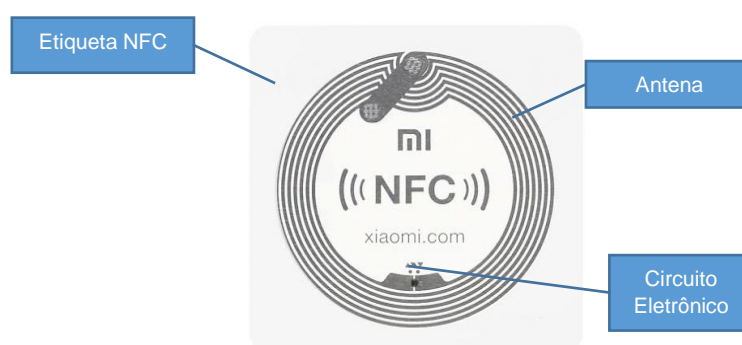 Etiqueta NFC
Antena
mi
NFC
xiaomi.com
Circuito
Eletrônico